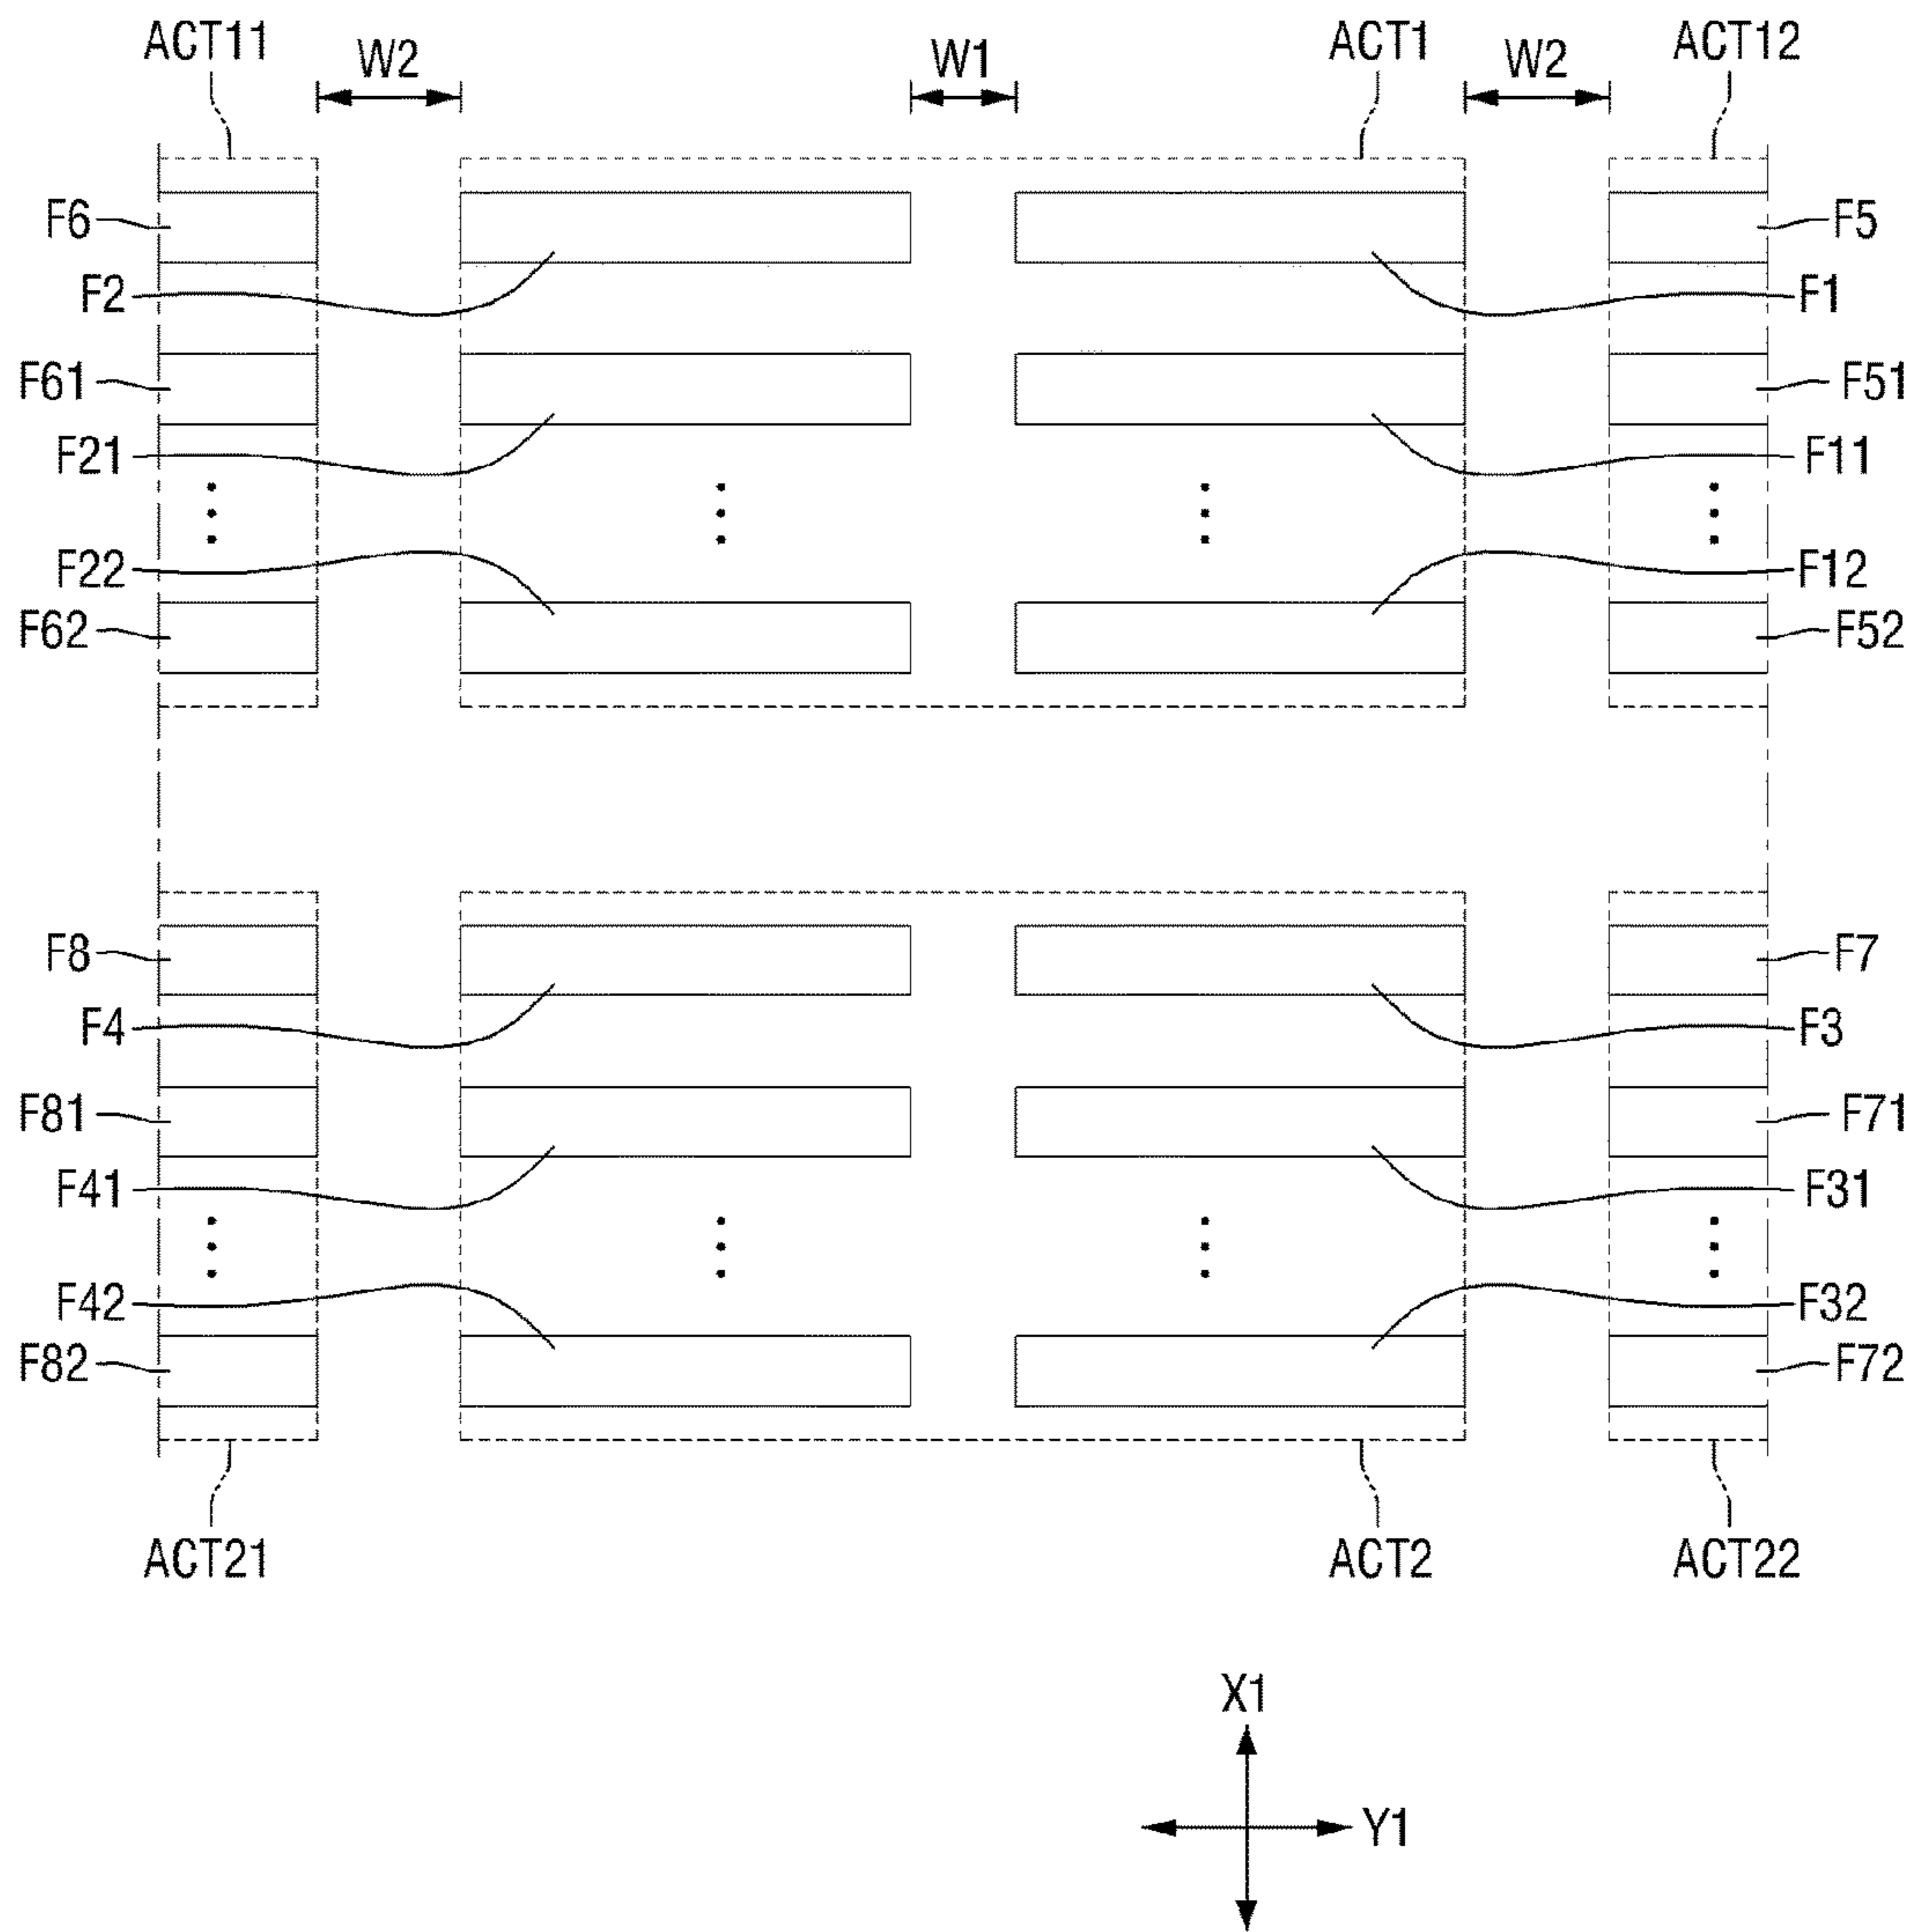 ACT11 W2 W1 ACT1 W2 ACT12
F6 F5
F2 F1
F61 F51
F21 F11
F22 F12
F62 F52
F8 F7
F4 F3
F81 F71
F41 F31
F42 F32
F82 F72
ACT21 ACT2 ACT22
X1
Y1